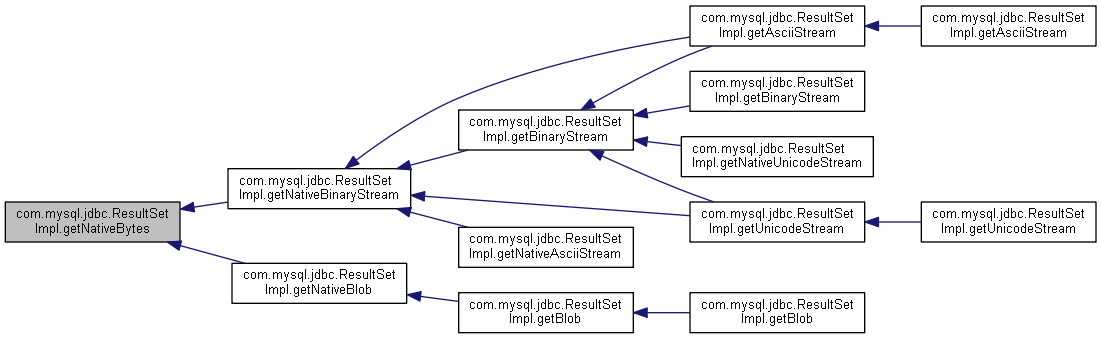 com.mysql.jdbc.ResultSet
Impl.getAsciiStream
com.mysql.jdbc.ResultSet
Impl.getAsciiStream
com.mysql.jdbc.ResultSet
Impl.getBinaryStream
com.mysql.jdbc.ResultSet
Impl.getBinaryStream
com.mysql.jdbc.ResultSet
Impl.getNativeUnicodeStream
com.mysql.jdbc.ResultSet
Impl.getNativeBinaryStream
com.mysql.jdbc.ResultSet
Impl.getNativeBytes
com.mysql.jdbc.ResultSet
Impl.getUnicodeStream
com.mysql.jdbc.ResultSet
Impl.getUnicodeStream
com.mysql.jdbc.ResultSet
Impl.getNativeAsciiStream
com.mysql.jdbc.ResultSet
Impl.getNativeBlob
com.mysql.jdbc.ResultSet
Impl.getBlob
com.mysql.jdbc.ResultSet
Impl.getBlob